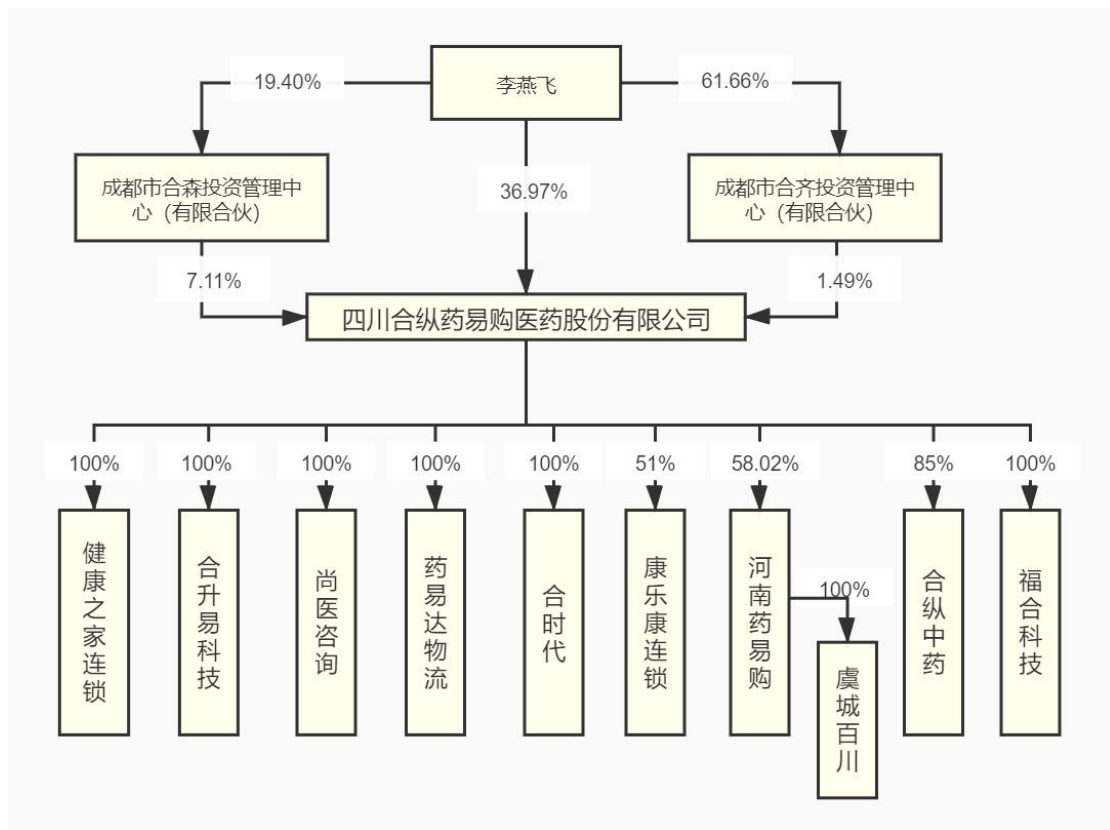 李燕飞
19.40%
61.66%
36.97%
成都市合森投资管理中
心（有限合伙）
成都市合齐投资管理中
心（有限合伙）
7.11%
1.49%
四川合纵药易购医药股份有限公司
100%
100%
100%
100%
100%
51%
58.02%
85%
100%
健康之家连锁
合升易科技
尚医咨询
药易达物流
合时代
康乐康连锁
河南药易购
100%
虞城百川
合纵中药
福合科技